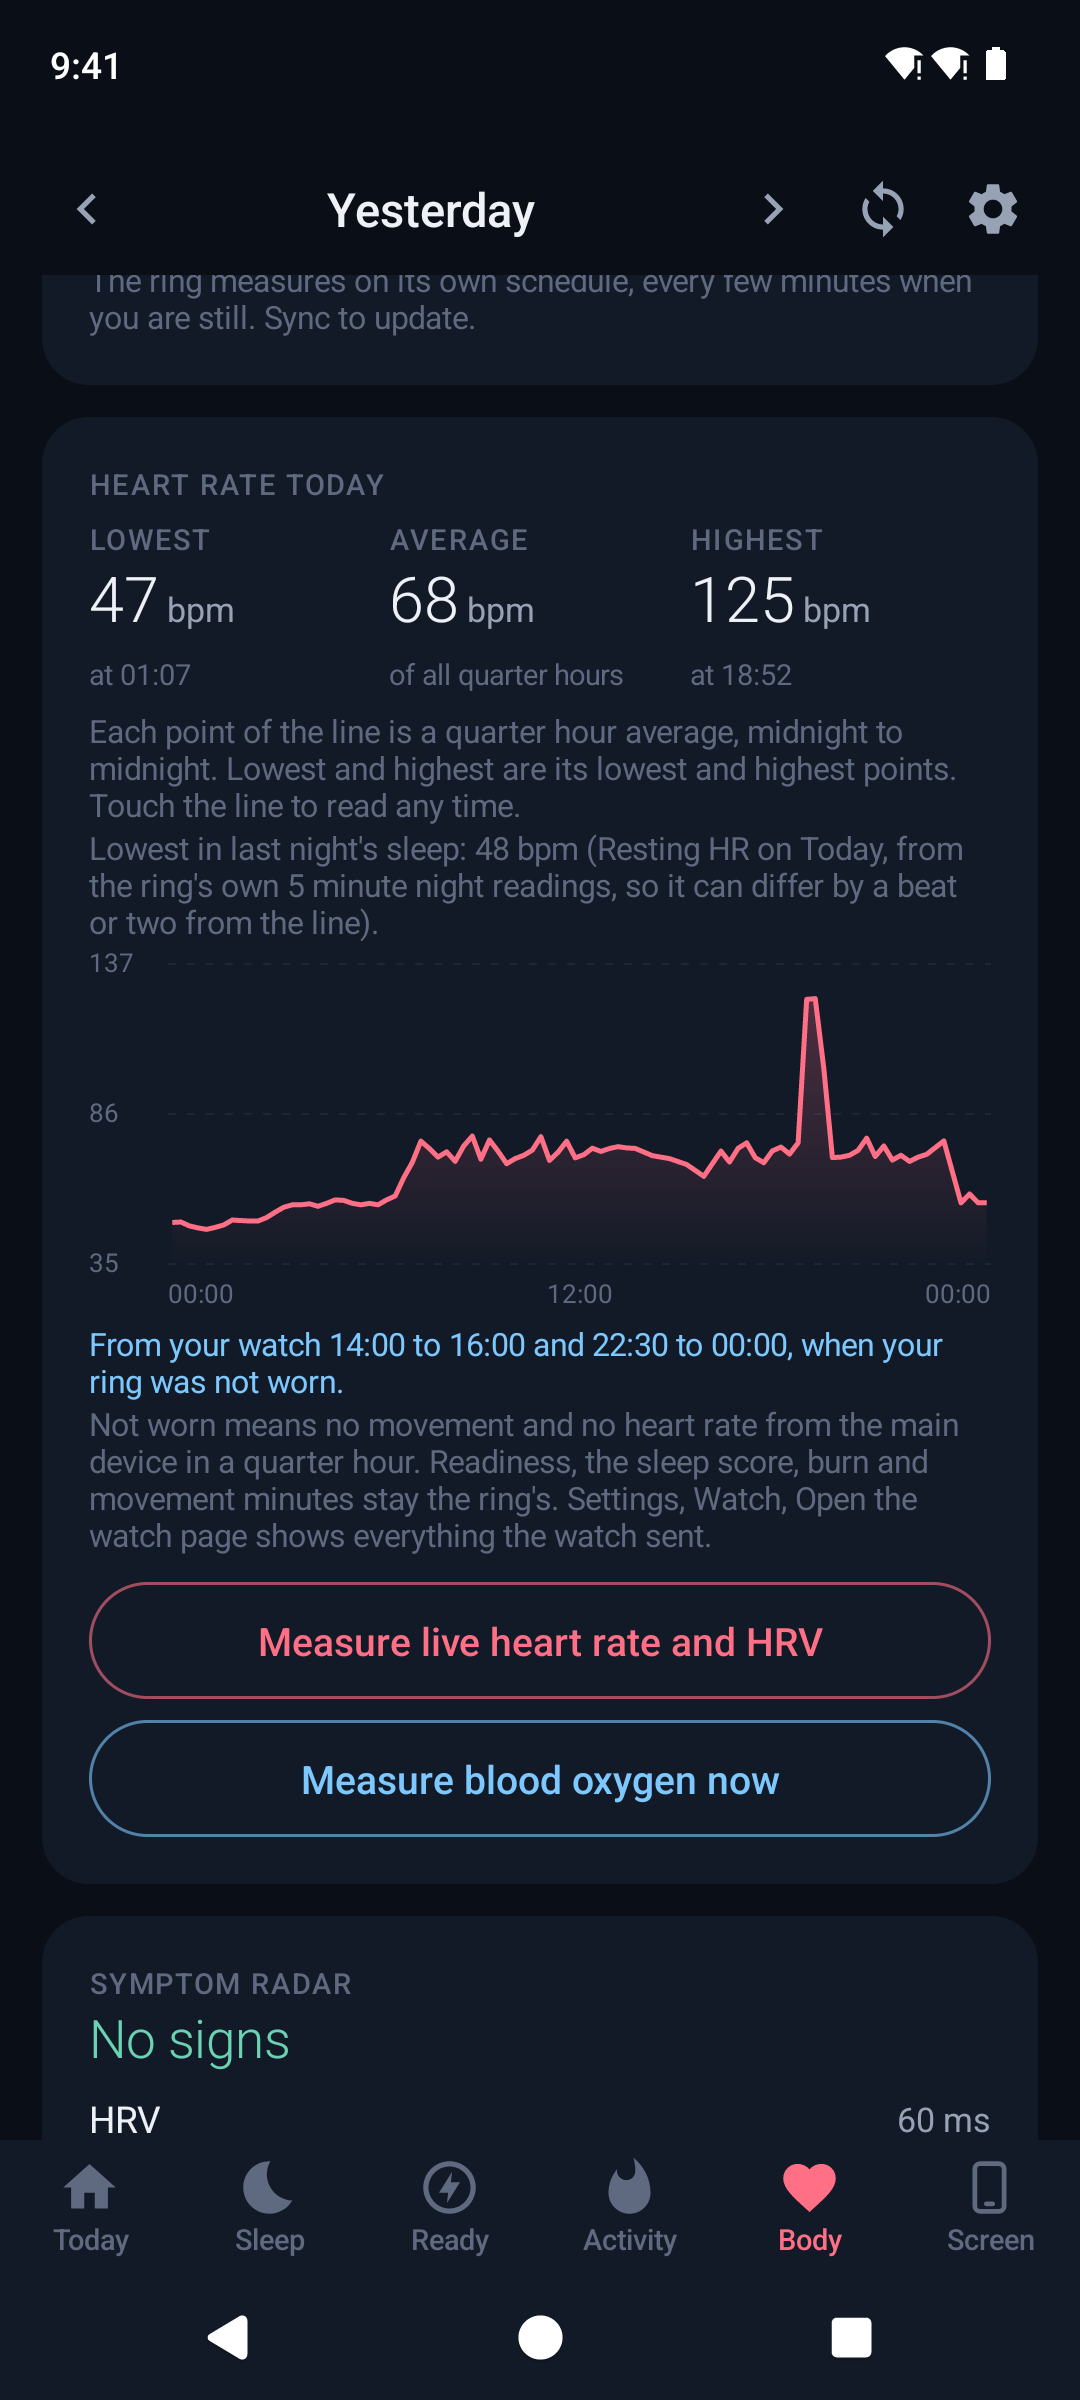 9:41
Yesterday
The ring measures on its own schedule, every few minutes when
you are still. Sync to update.
HEART RATE TODAY
LOWEST AVERAGE HIGHEST
47 bpm 68 bpm 125 bpm
at 01:07 of all quarter hours at 18:52
Each point of the line is a quarter hour average, midnight to
midnight. Lowest and highest are its lowest and highest points.
Touch the line to read any time.
Lowest in last night's sleep: 48 bpm (Resting HR on Today, from
the ring's own 5 minute night readings, so it can differ by a beat
or two from the line).
137
86
35
00:00 12:00 00:00
From your watch 14:00 to 16:00 and 22:30 to 00:00, when your
ring was not worn.
Not worn means no movement and no heart rate from the main
device in a quarter hour. Readiness, the sleep score, burn and
movement minutes stay the ring's. Settings, Watch, Open the
watch page shows everything the watch sent.
Measure live heart rate and HRV
Measure blood oxygen now
SYMPTOM RADAR
No signs
HRV 60 ms
Today Sleep Ready Activity Body Screen